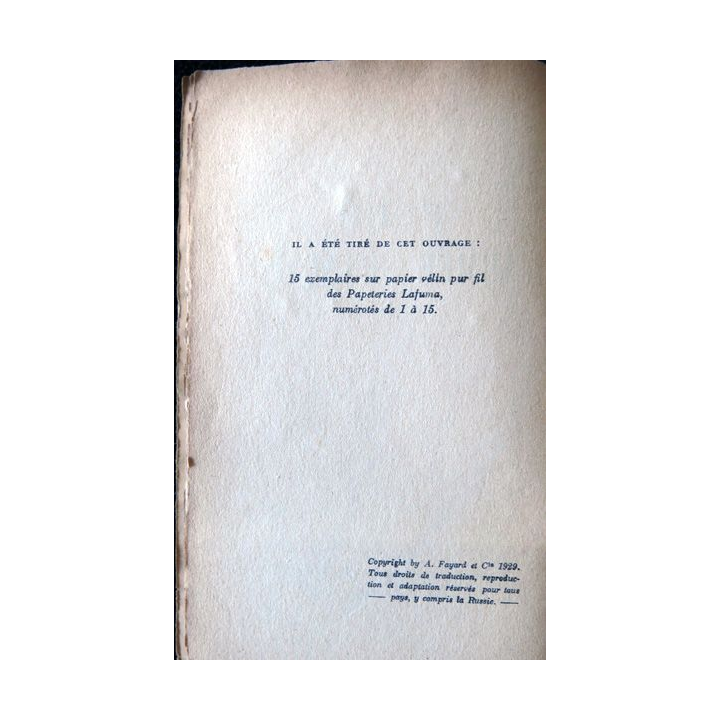 IL A ÉTÉ TIRÉ DE CET OUVRAGE :
15 exemplaires sur papier vélin pur fil
des Papeteries Lafuma,
numérotés de 1 à 15.
Copyright by A. Fayard et Cie 1929.
Tous droits de traduction, reproduc-
tion et adaptation réservés pour tous
— pays, y compris la Russie. —